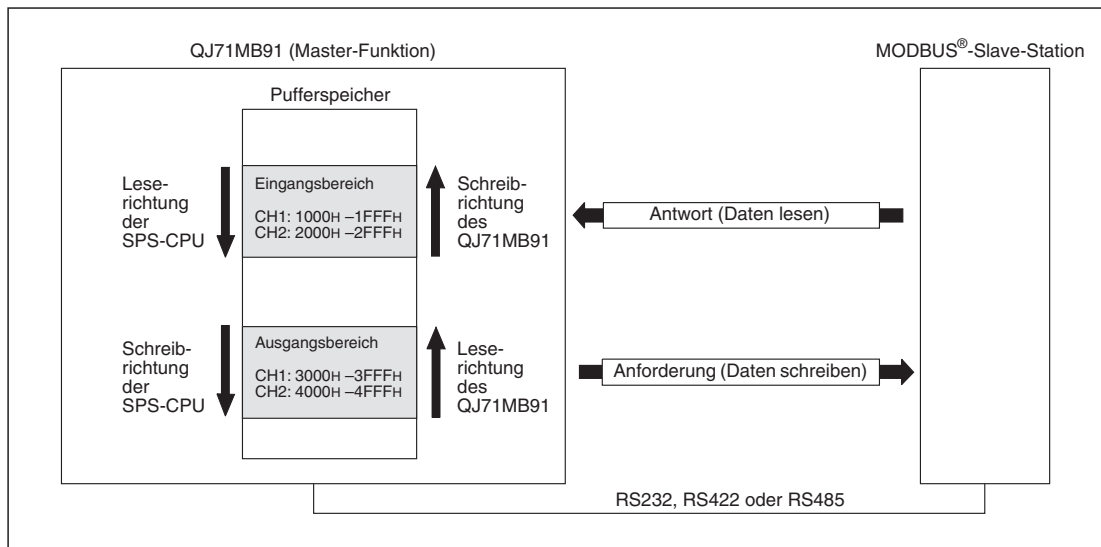 QJ71MB91 (Master-Funktion)
MODBUS®-Slave-Station
Pufferspeicher
Lese-
richtung
der
SPS-CPU
Eingangsbereich
CH1: 1000H –1FFFH
CH2: 2000H –2FFFH
Schreib-
richtung
des
QJ71MB91
Antwort (Daten lesen)
Schreib-
richtung
der
SPS-CPU
Ausgangsbereich
CH1: 3000H –3FFFH
CH2: 4000H –4FFFH
Lese-
richtung
des
QJ71MB91
Anforderung (Daten schreiben)
RS232, RS422 oder RS485